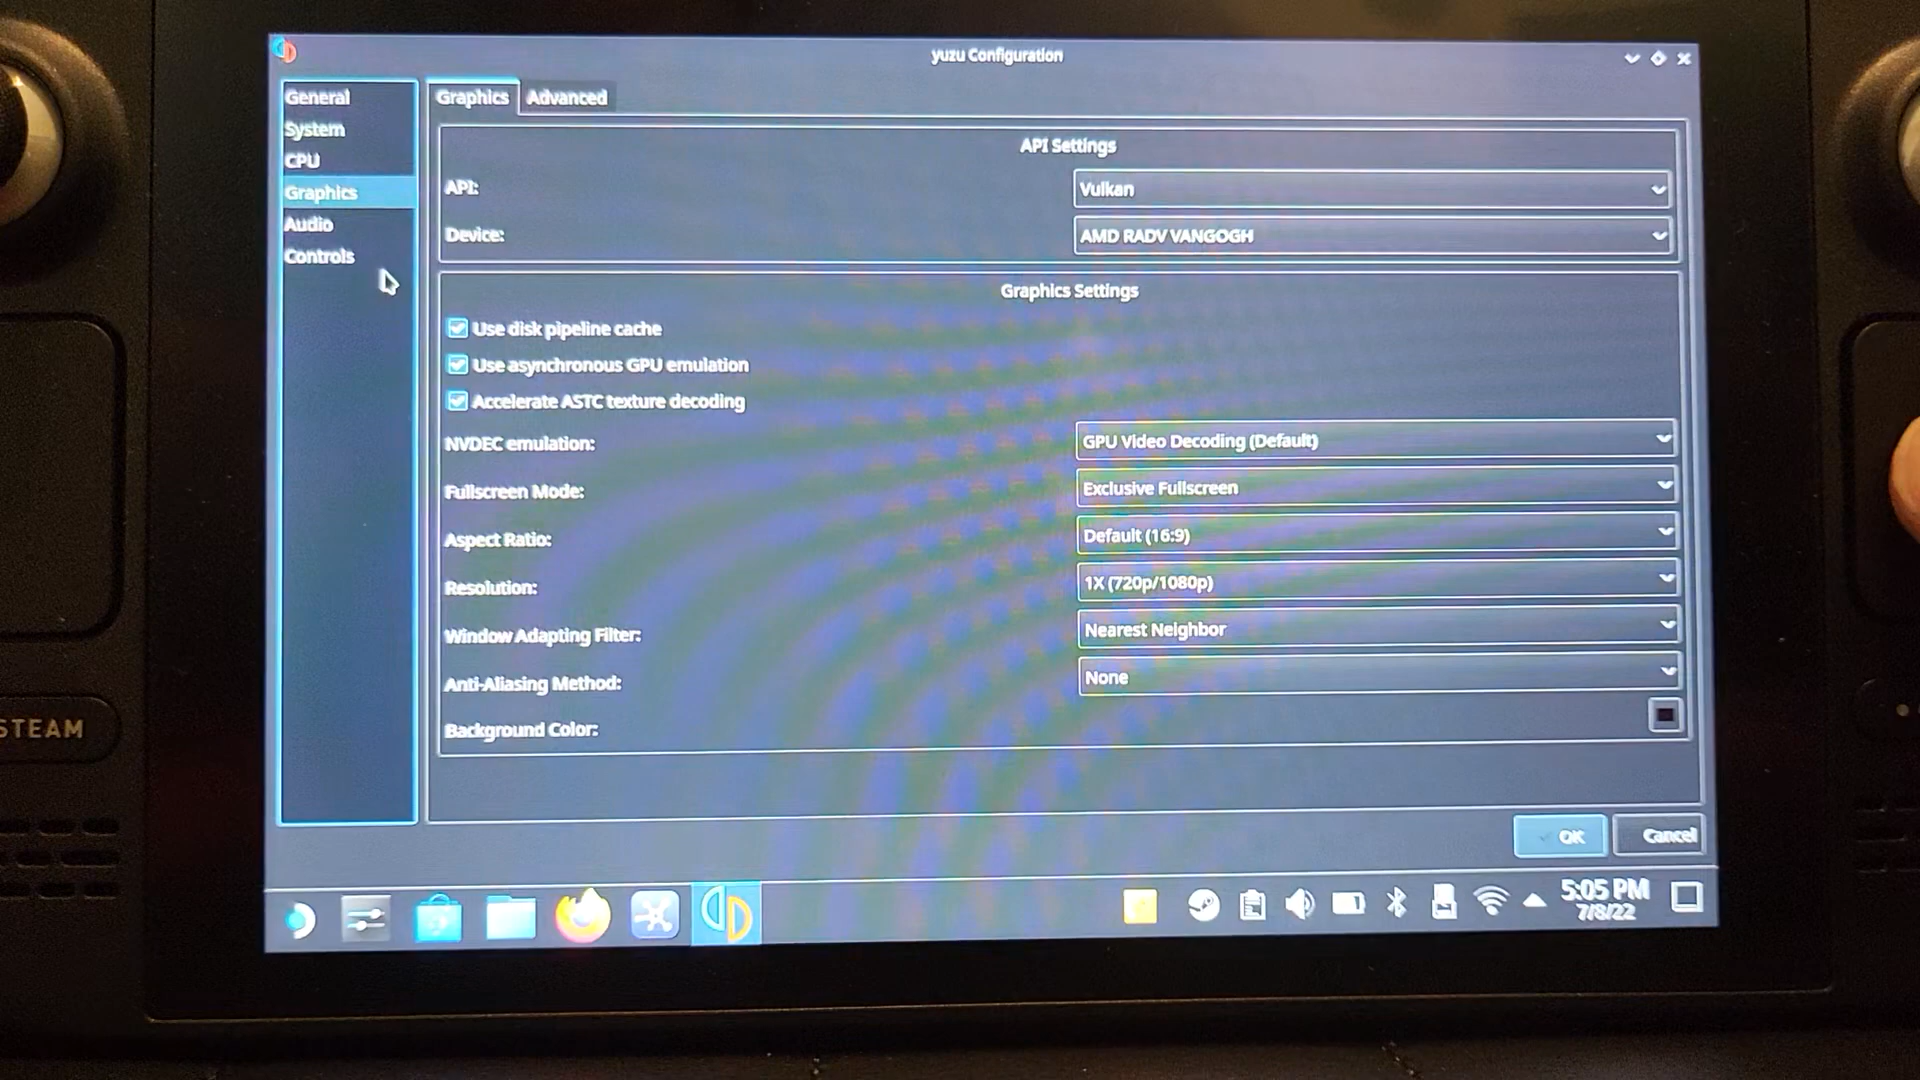 yuzu Configuration
General
System
CPU
Graphics
Audio
Controls
Graphics Advanced
API Settings
API: Vulkan
Device: AMD RADV VANGOGH
Graphics Settings
Use disk pipeline cache
Use asynchronous GPU emulation
Accelerate ASTC texture decoding
NVDEC emulation: GPU Video Decoding (Default)
Fullscreen Mode: Exclusive Fullscreen
Aspect Ratio: Default (16:9)
Resolution: 1X (720p/1080p)
Window Adapting Filter: Nearest Neighbor
Anti-Aliasing Method: None
Background Color:
OK Cancel
STEAM
5:05 PM
7/8/22